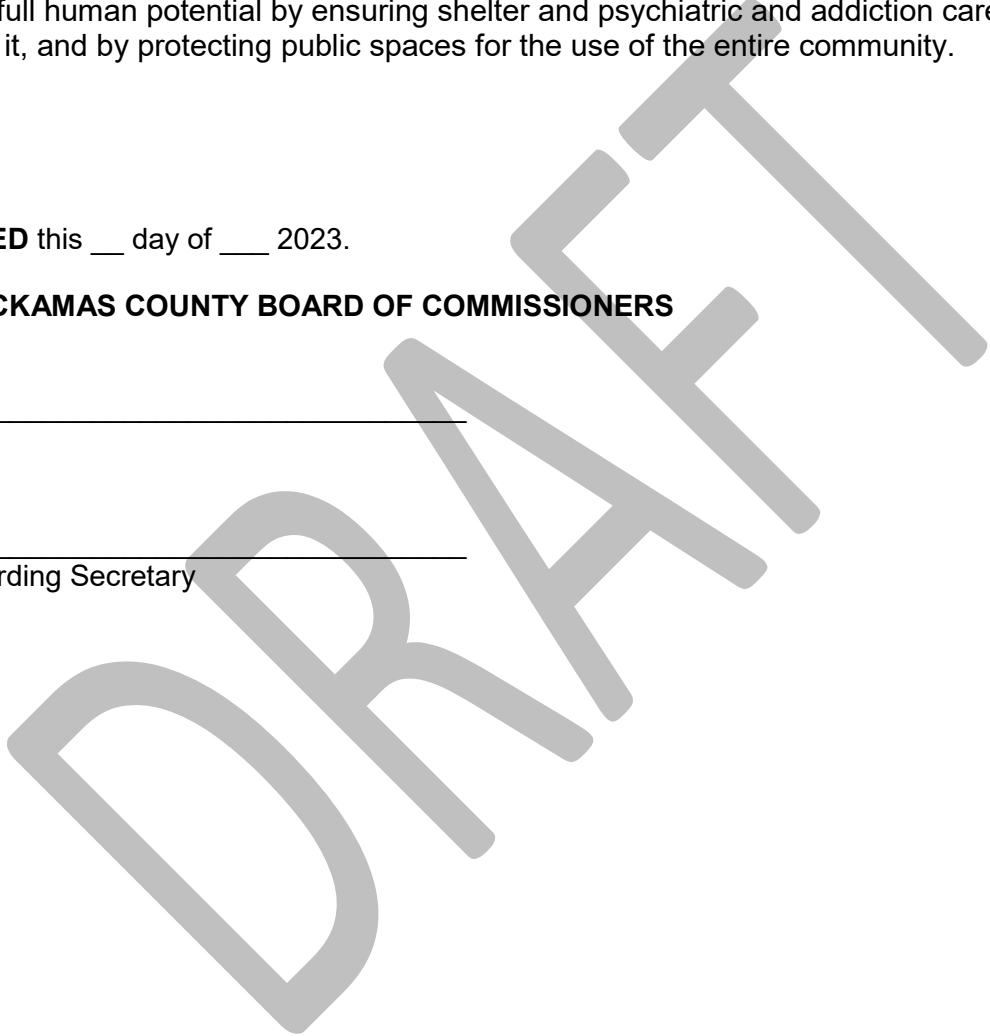 full human potential by ensuring shelter and psychiatric and addiction care
it, and by protecting public spaces for the use of the entire community.
ED this __ day of ___ 2023.
CKAMAS COUNTY BOARD OF COMMISSIONERS
rding Secretary
DRAFT